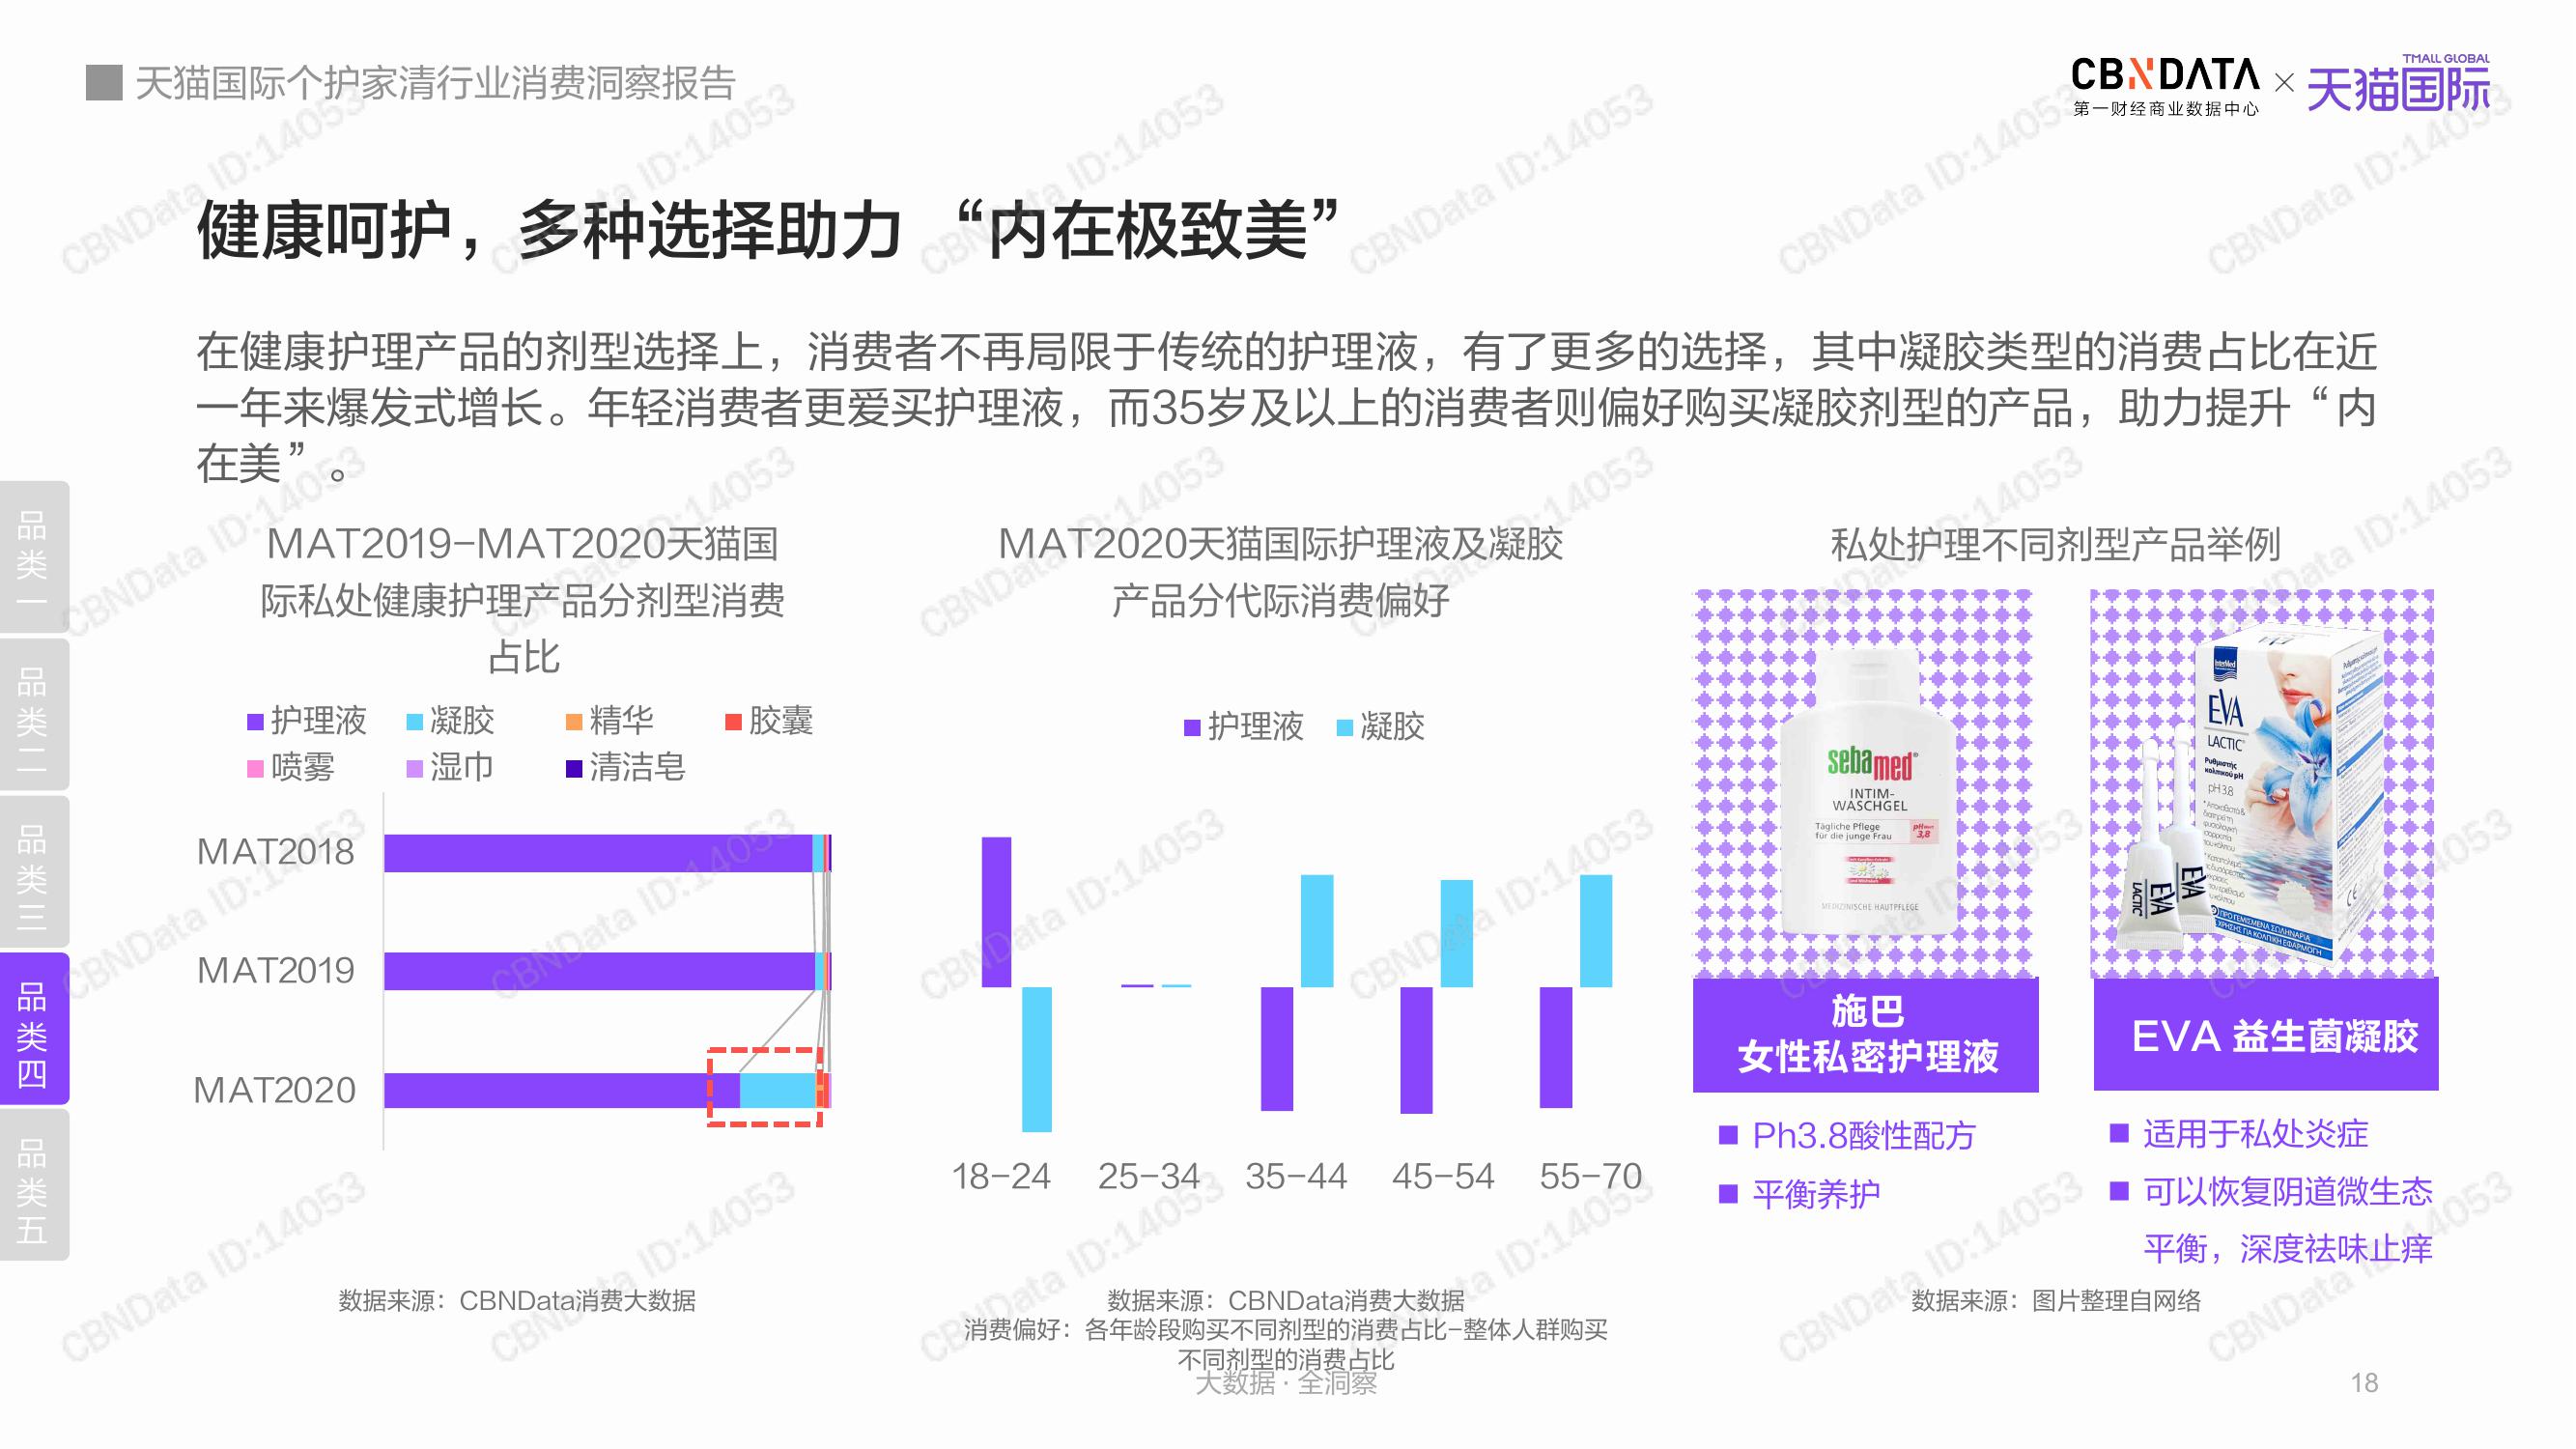 天猫国际个护家清行业消费洞察报告
CBNDATA
第一财经商业数据中心
×
TMALL GLOBAL
天猫国际
健康呵护，多种选择助力 “内在极致美”
在健康护理产品的剂型选择上，消费者不再局限于传统的护理液，有了更多的选择，其中凝胶类型的消费占比在近
一年来爆发式增长。年轻消费者更爱买护理液，而35岁及以上的消费者则偏好购买凝胶剂型的产品，助力提升“内
在美”。
品类一
品类二
品类三
品类四
品类五
MAT2019-MAT2020天猫国
际私处健康护理产品分剂型消费
占比
护理液 凝胶 精华 胶囊
喷雾 湿巾 清洁皂
MAT2018
MAT2019
MAT2020
数据来源：CBNData消费大数据
MAT2020天猫国际护理液及凝胶
产品分代际消费偏好
护理液 凝胶
18-24 25-34 35-44 45-54 55-70
数据来源：CBNData消费大数据
消费偏好：各年龄段购买不同剂型的消费占比-整体人群购买
不同剂型的消费占比
私处护理不同剂型产品举例
sebamed
INTIM-
WASCHGEL
Tägliche Pflege
für die junge Frau
pH Wert
3,8
MEDIZINISCHE HAUTPFLEGE
InterMed
EVA
LACTIC
Ρυθμιστής
κολπικού pH
pH 3.8
EVA
LACTIC
EVA
施巴
女性私密护理液
EVA 益生菌凝胶
Ph3.8酸性配方
平衡养护
适用于私处炎症
可以恢复阴道微生态
平衡，深度祛味止痒
数据来源：图片整理自网络
大数据·全洞察
18
CBNData ID:14053